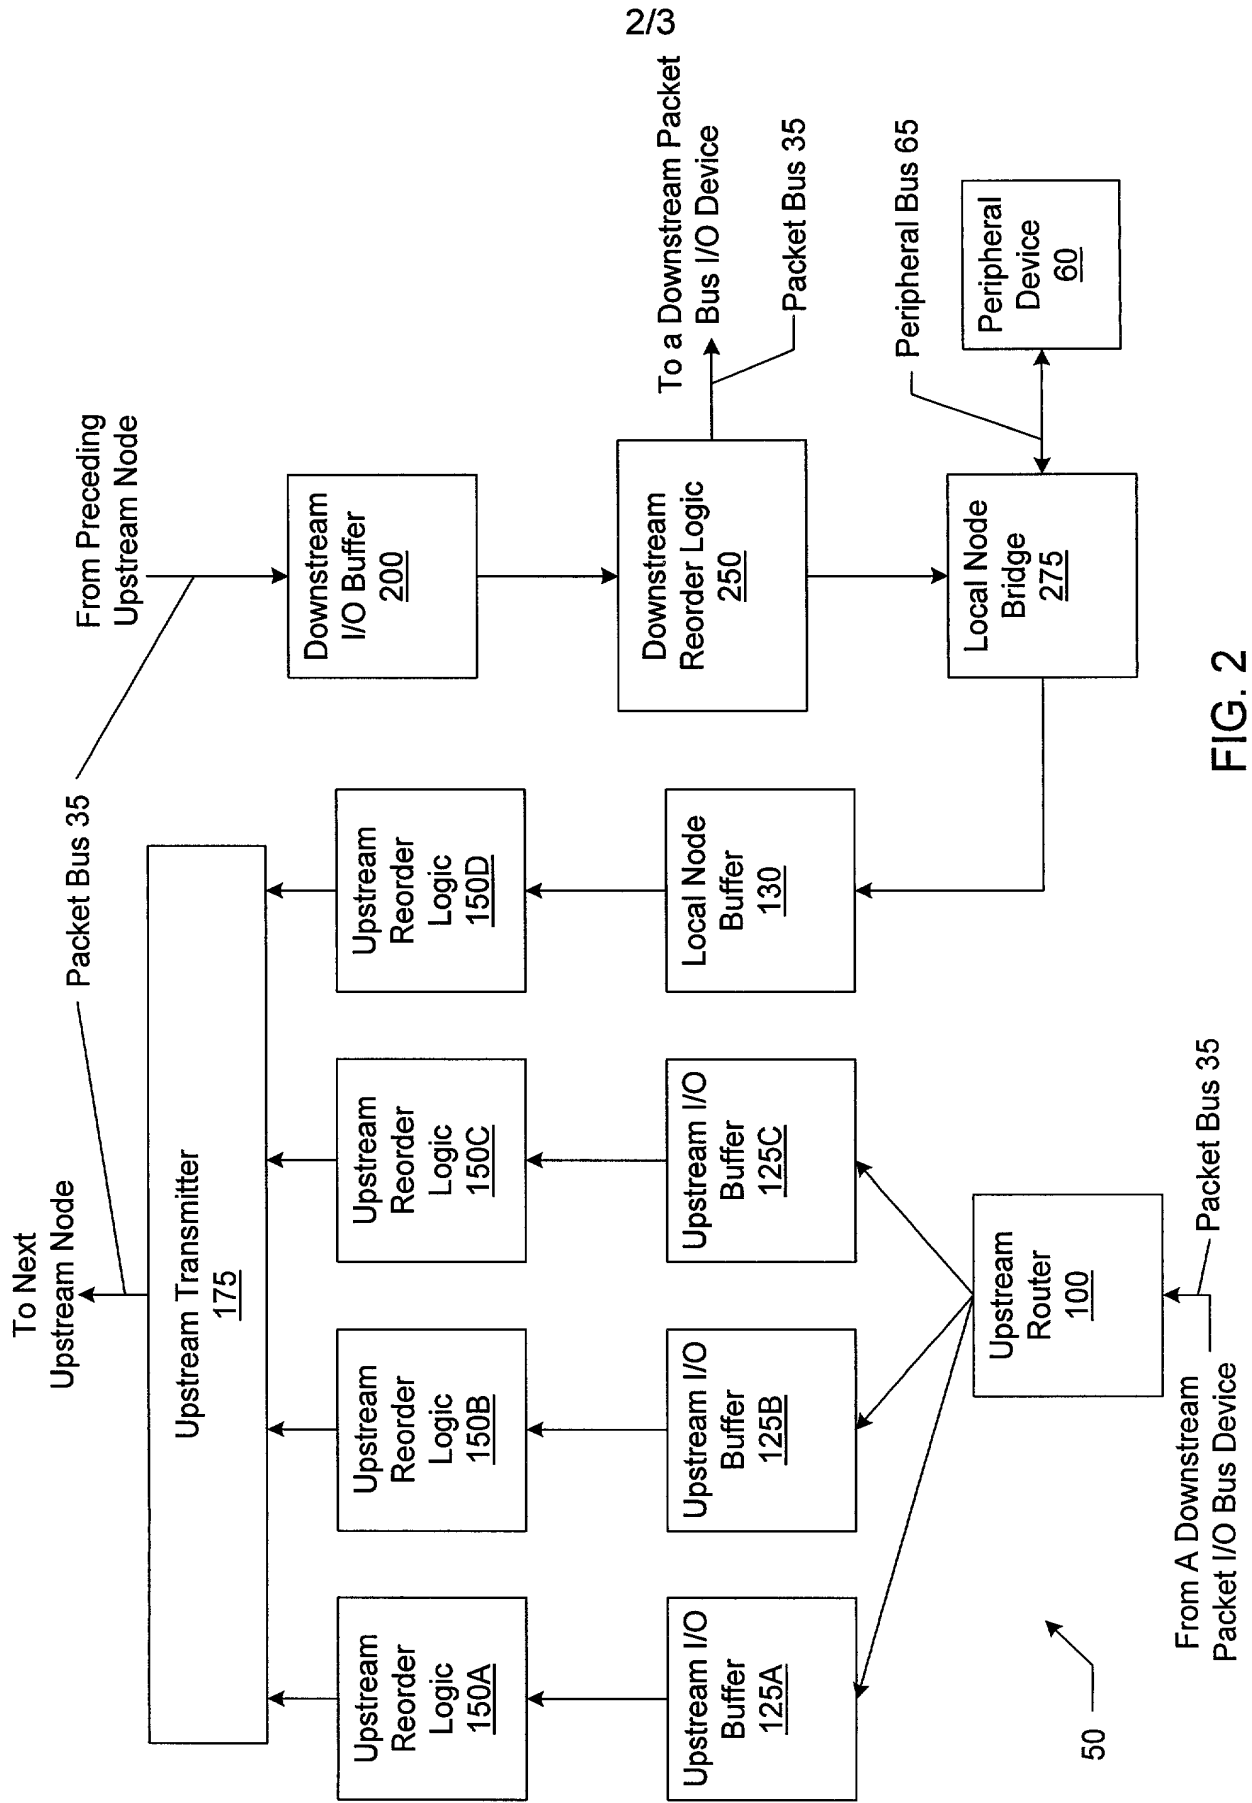 2/3
To Next
Upstream Node
Packet Bus 35
From Preceding
Upstream Node
Upstream Transmitter
175
Upstream
Reorder
Logic
150A
Upstream
Reorder
Logic
150B
Upstream
Reorder
Logic
150C
Upstream
Reorder
Logic
150D
Downstream
I/O Buffer
200
Upstream I/O
Buffer
125A
Upstream I/O
Buffer
125B
Upstream I/O
Buffer
125C
Local Node
Buffer
130
Downstream
Reorder Logic
250
To a Downstream Packet
Bus I/O Device
Packet Bus 35
Upstream
Router
100
Local Node
Bridge
275
Peripheral Bus 65
Peripheral
Device
60
50
From A Downstream
Packet I/O Bus Device
Packet Bus 35
FIG. 2